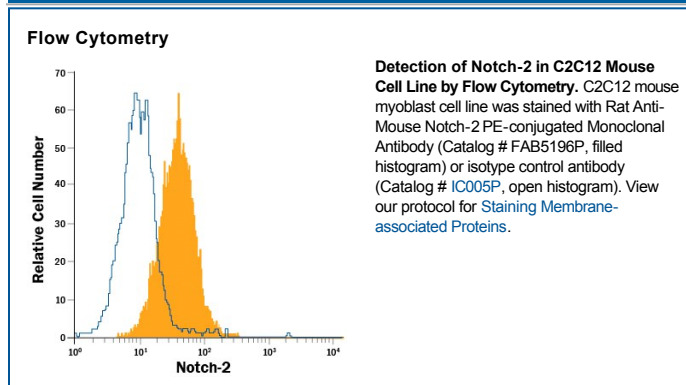 Flow Cytometry
70
60
50
40
30
20
10
0
Relative Cell Number
10⁰
10¹
10²
10³
10⁴
Notch-2
Detection of Notch-2 in C2C12 Mouse
Cell Line by Flow Cytometry. C2C12 mouse
myoblast cell line was stained with Rat Anti-
Mouse Notch-2 PE-conjugated Monoclonal
Antibody (Catalog # FAB5196P, filled
histogram) or isotype control antibody
(Catalog # IC005P, open histogram). View
our protocol for Staining Membrane-
associated Proteins.